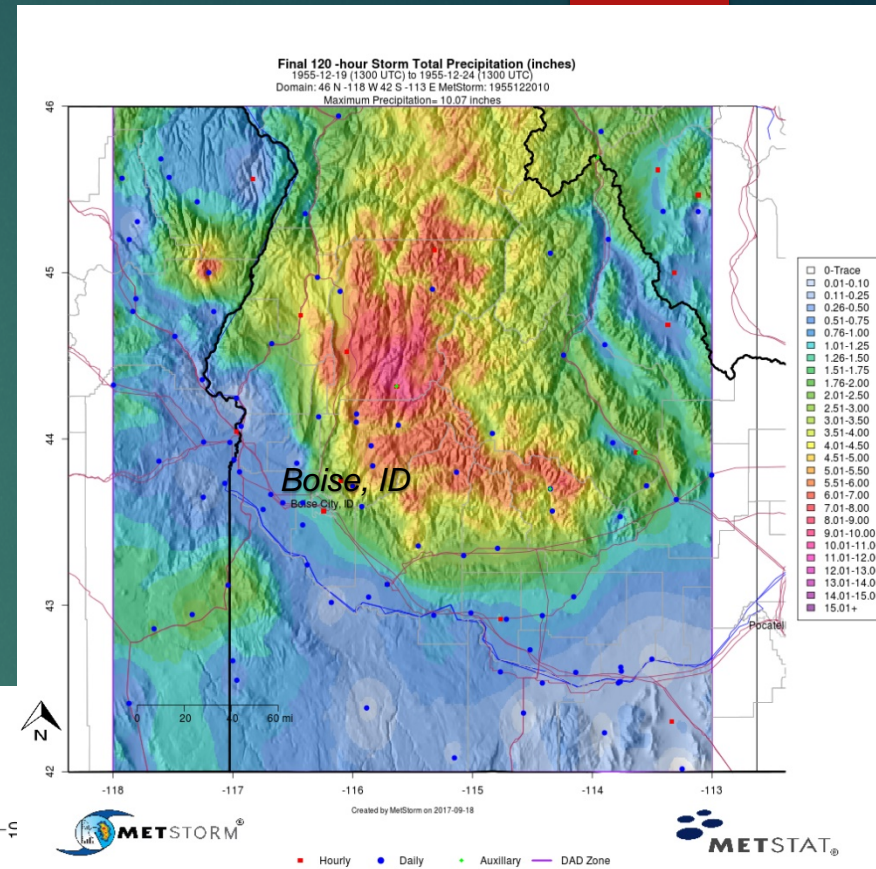 Final 120 -hour Storm Total Precipitation (inches)
1955-12-19 (1300 UTC) to 1955-12-24 (1300 UTC)
Domain: 46 N -118 W 42 S -113 E MetStorm: 1955122010
Maximum Precipitation= 10.07 inches
46
45
44
43
42
Boise, ID
Boise City, ID
Pocatel
0 20 40 60 mi
N
-118 -117 -116 -115 -114 -113
0-Trace
0.01-0.10
0.11-0.25
0.26-0.50
0.51-0.75
0.76-1.00
1.01-1.25
1.26-1.50
1.51-1.75
1.76-2.00
2.01-2.50
2.51-3.00
3.01-3.50
3.51-4.00
4.01-4.50
4.51-5.00
5.01-5.50
5.51-6.00
6.01-7.00
7.01-8.00
8.01-9.00
9.01-10.00
10.01-11.0
11.01-12.0
12.01-13.0
13.01-14.0
14.01-15.0
15.01+
Created by MetStorm on 2017-09-18
METSTORM®
METSTAT®
Hourly Daily Auxillary DAD Zone